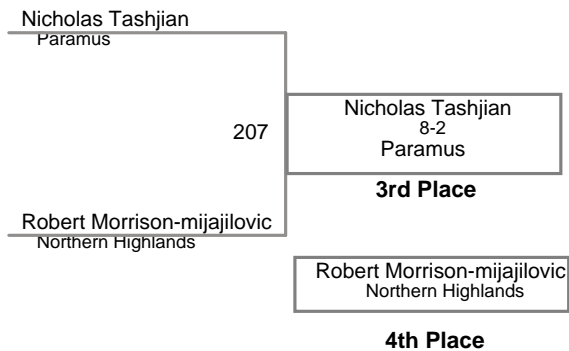 Nicholas Tashjian
Paramus
207
Nicholas Tashjian
8-2
Paramus
3rd Place
Robert Morrison-mijajilovic
Northern Highlands
Robert Morrison-mijajilovic
Northern Highlands
4th Place